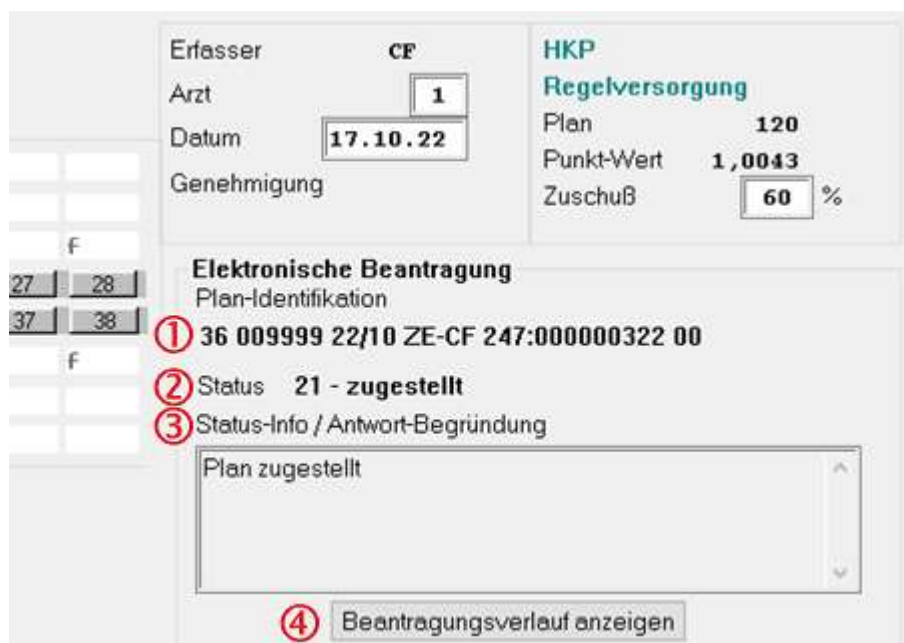 Erfasser CF
Arzt 1
Datum 17.10.22
Genehmigung
HKP
Regelversorgung
Plan 120
Punkt-Wert 1,0043
Zuschuß 60 %
f
27 28
37 38
f
Elektronische Beantragung
Plan-Identifikation
① 36 009999 22/10 ZE-CF 247:000000322 00
② Status 21 - zugestellt
③ Status-Info / Antwort-Begründung
Plan zugestellt
④ Beantragungsverlauf anzeigen